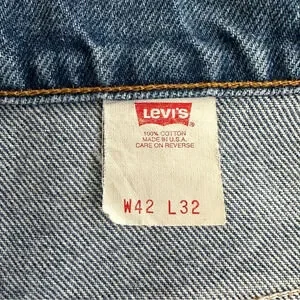 LEVI'S ®
100% COTTON
MADE IN U.S.A.
CARE ON REVERSE
W42 L32